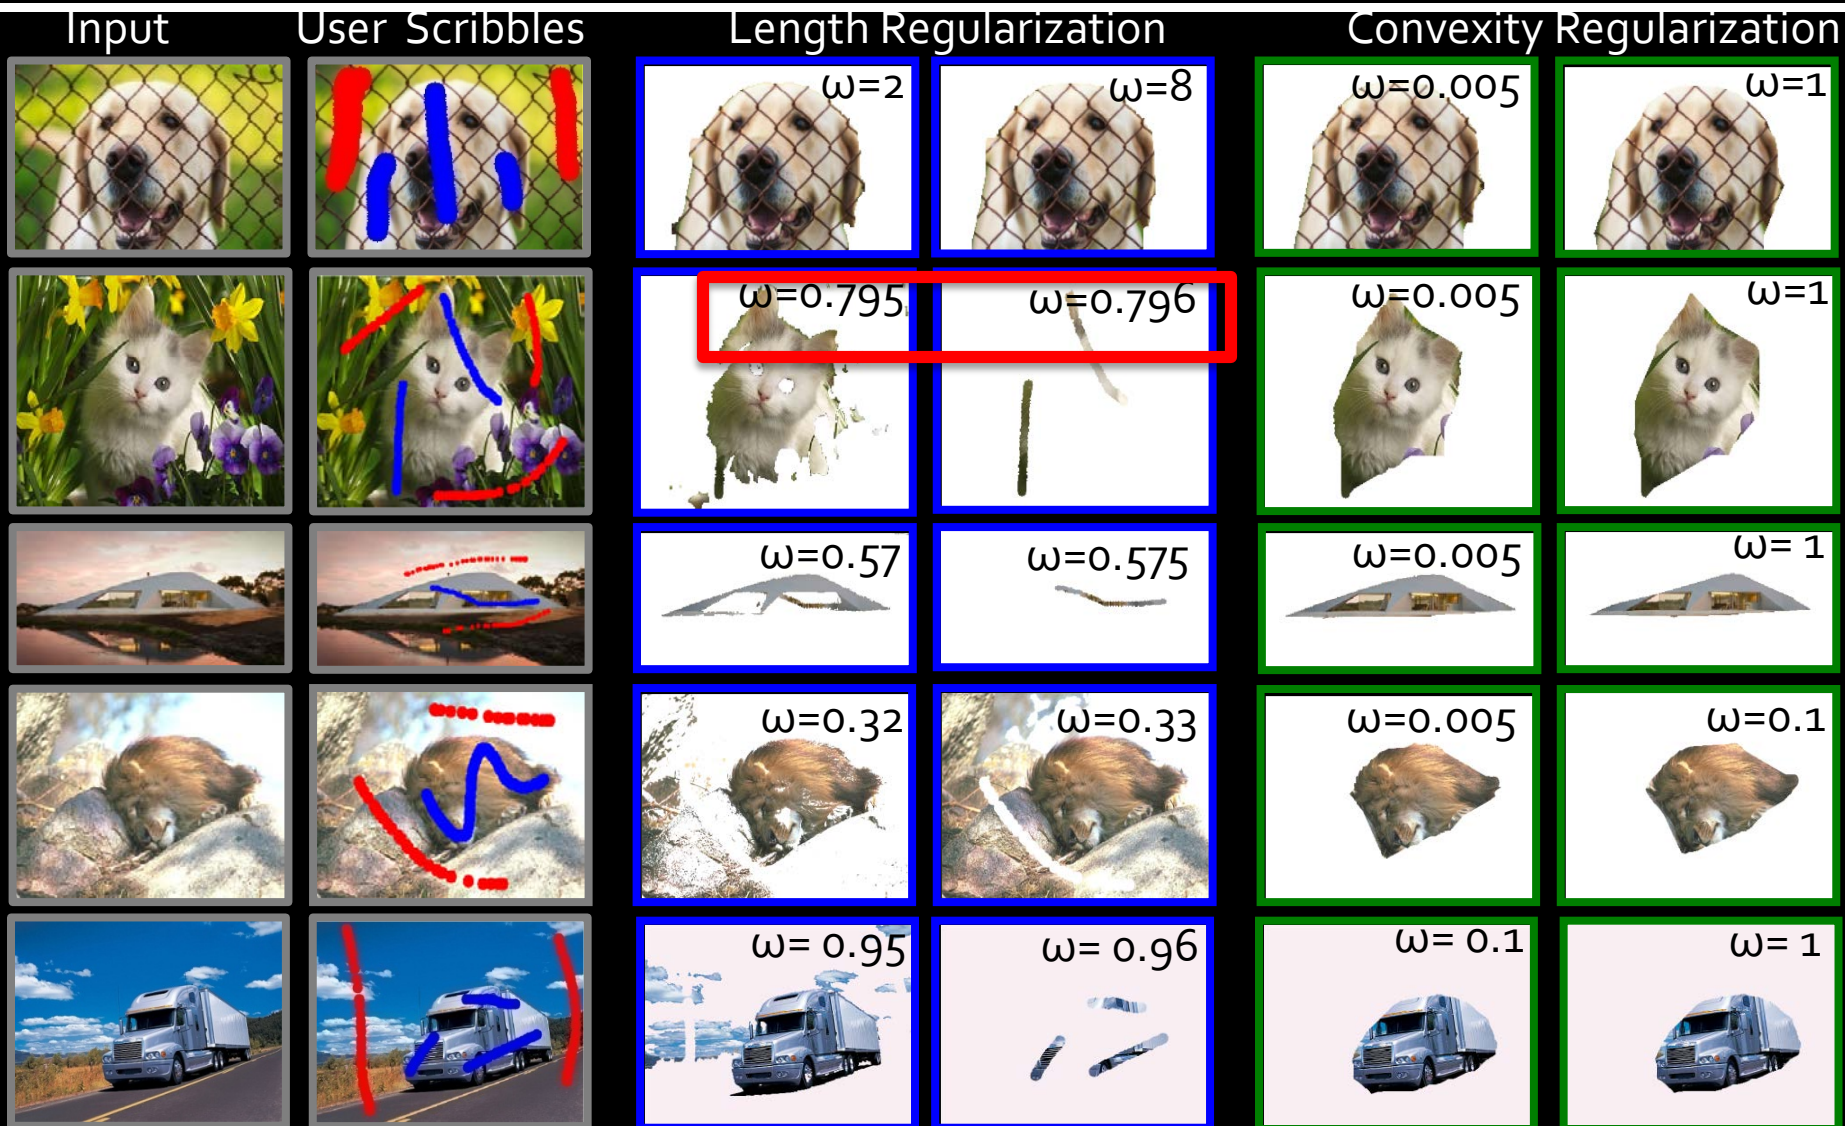 Input User Scribbles Length Regularization Convexity Regularization
ω=2 ω=8 ω=0.005 ω=1
ω=0.795 ω=0.796 ω=0.005 ω=1
ω=0.57 ω=0.575 ω=0.005 ω= 1
ω=0.32 ω=0.33 ω=0.005 ω=0.1
ω= 0.95 ω= 0.96 ω= 0.1 ω= 1